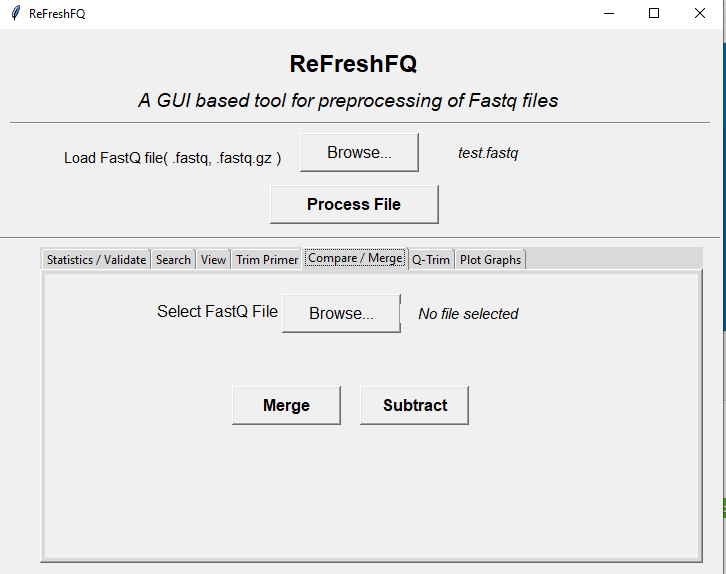 ReFreshFQ
ReFreshFQ
A GUI based tool for preprocessing of Fastq files
Load FastQ file( .fastq, .fastq.gz ) Browse... test.fastq
Process File
Statistics / Validate Search View Trim Primer Compare / Merge Q-Trim Plot Graphs
Select FastQ File Browse... No file selected
Merge Subtract